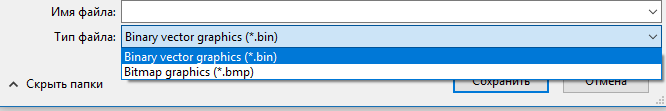 Имя файла:
Тип файла: Binary vector graphics (*.bin)
Binary vector graphics (*.bin)
Bitmap graphics (*.bmp)
Скрыть папки Сохранить Отмена